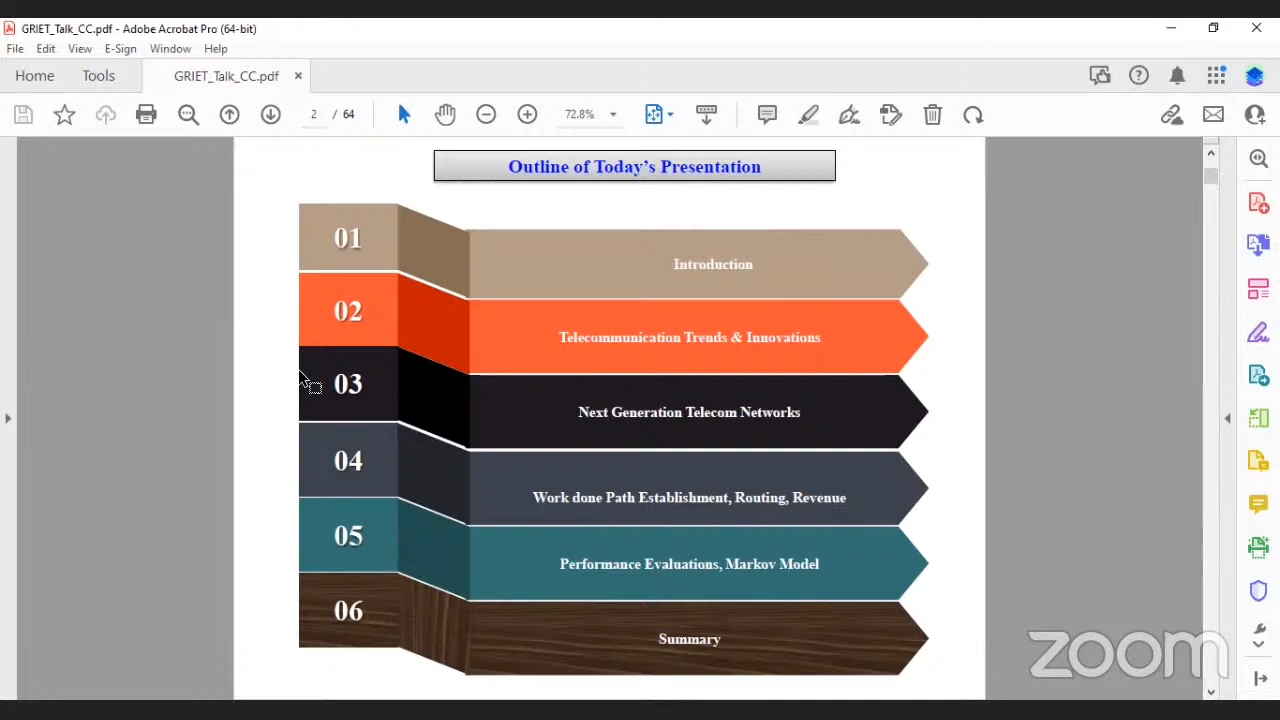 GRIET_Talk_CC.pdf - Adobe Acrobat Pro (64-bit)
File Edit View E-Sign Window Help
Home Tools GRIET_Talk_CC.pdf ×
2 / 64 72.8%
Outline of Today's Presentation
01 Introduction
02 Telecommunication Trends & Innovations
03 Next Generation Telecom Networks
04 Work done Path Establishment, Routing, Revenue
05 Performance Evaluations, Markov Model
06 Summary
zoom